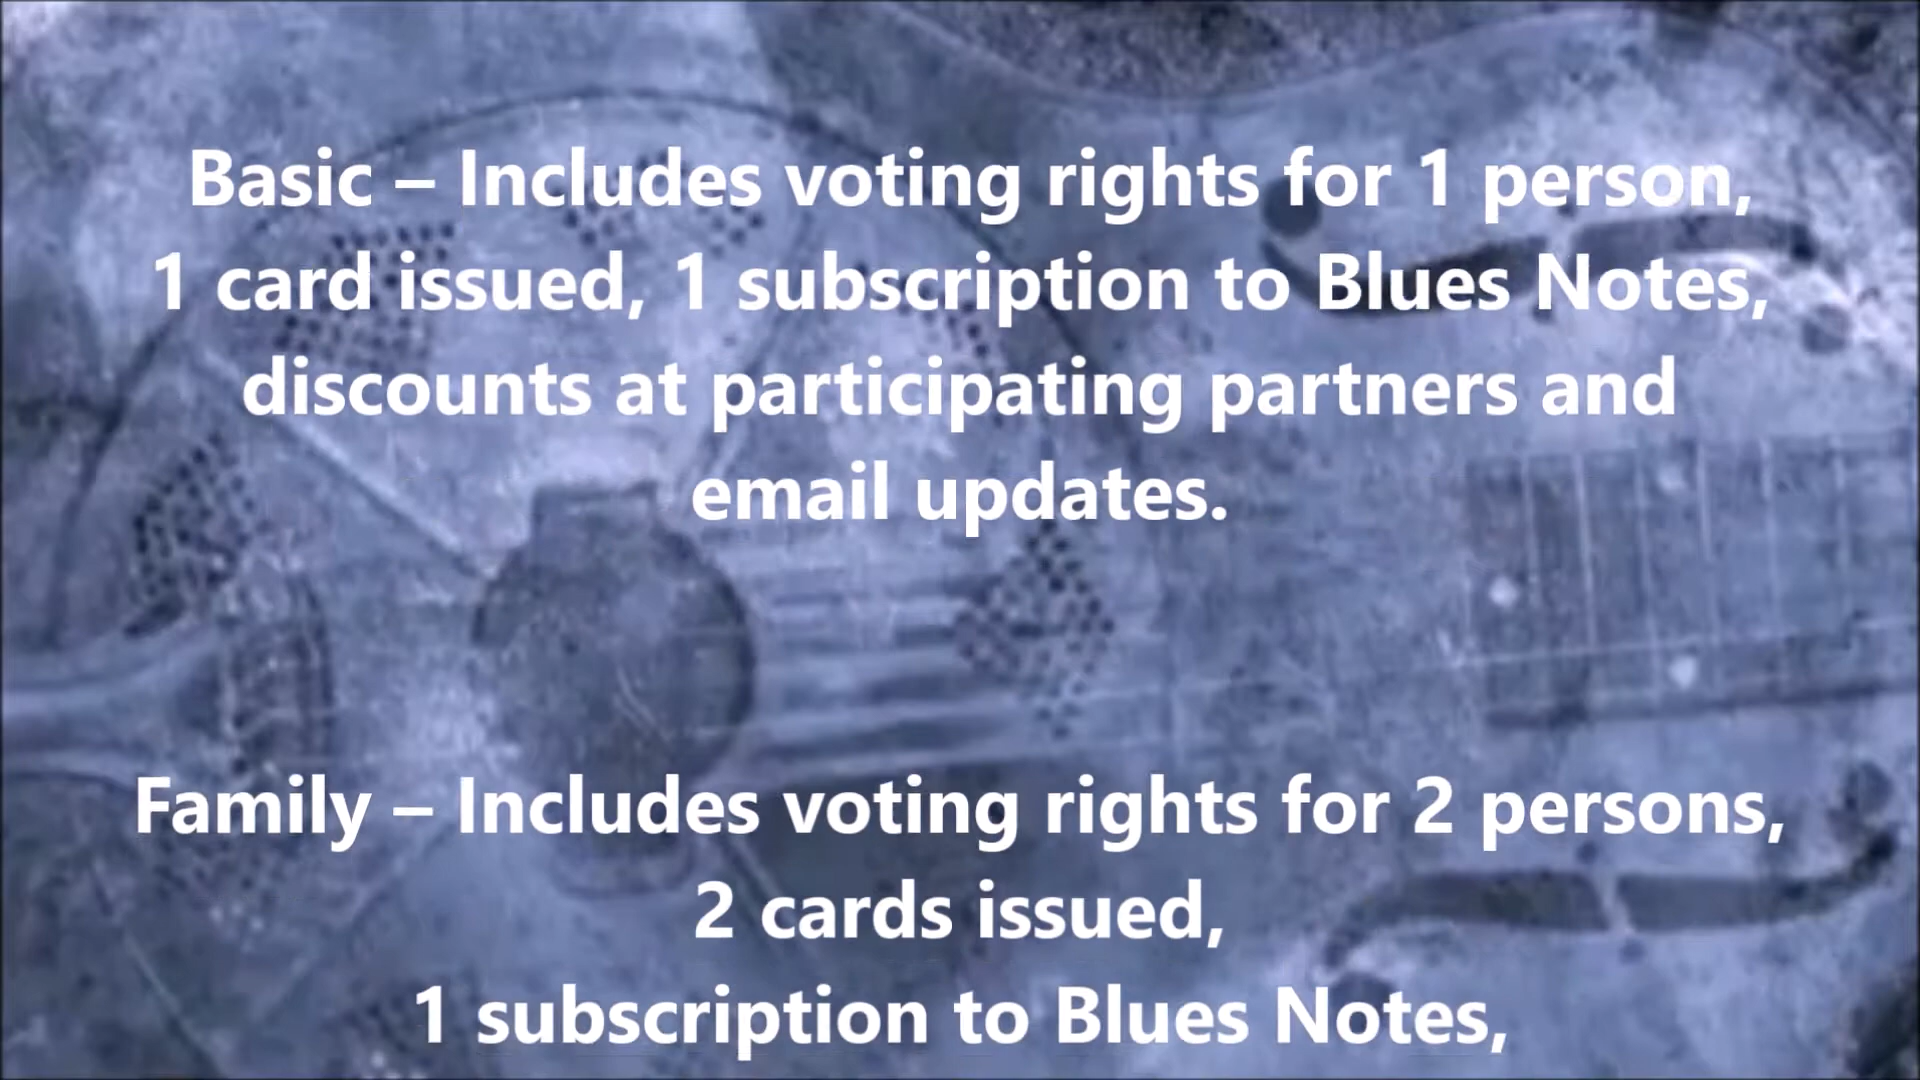 Basic – Includes voting rights for 1 person,
1 card issued, 1 subscription to Blues Notes,
discounts at participating partners and
email updates.
Family – Includes voting rights for 2 persons,
2 cards issued,
1 subscription to Blues Notes,